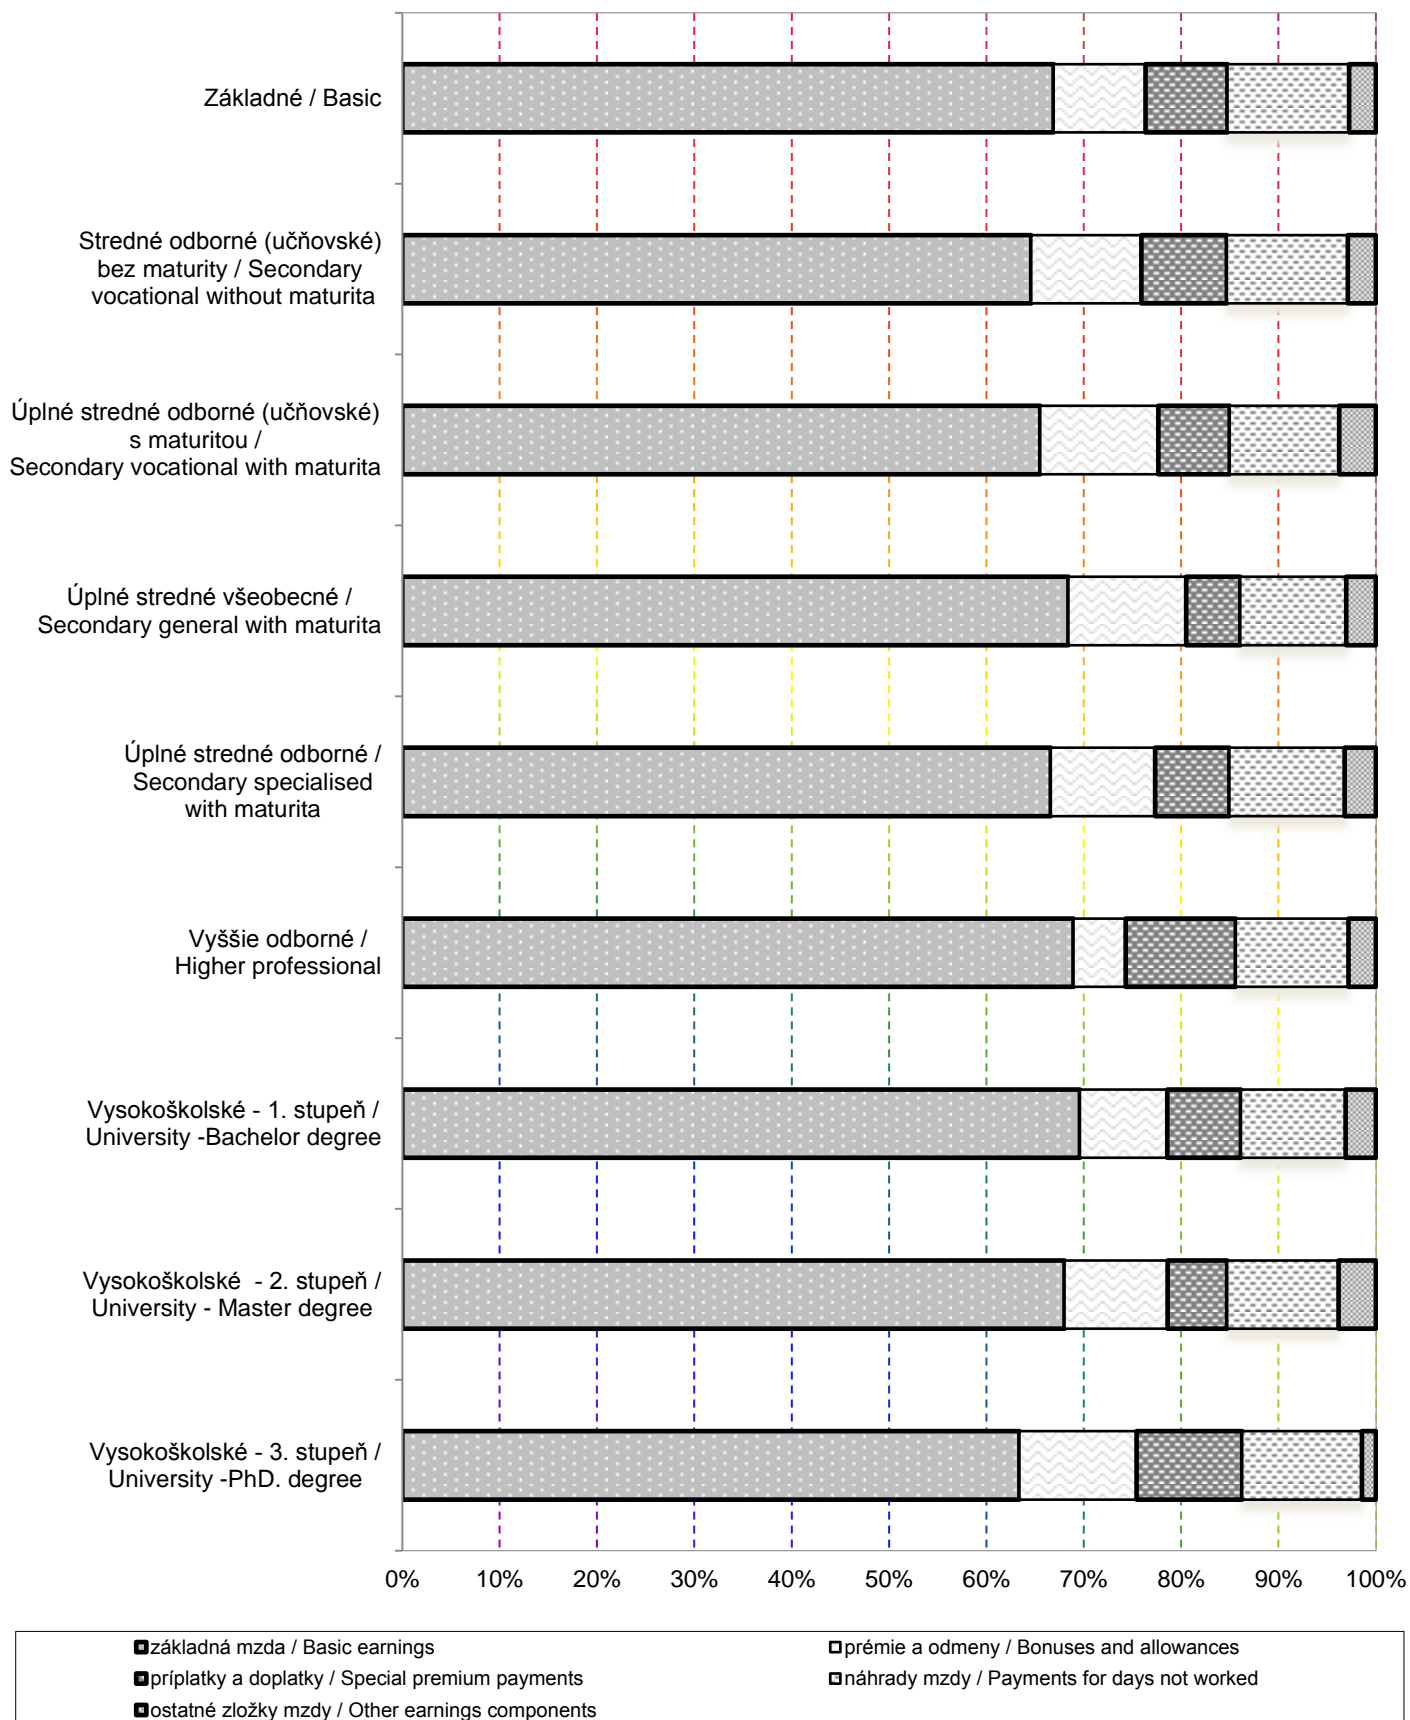 Základné / Basic
Stredné odborné (učňovské)
bez maturity / Secondary
vocational without maturita
Úplné stredné odborné (učňovské)
s maturitou /
Secondary vocational with maturita
Úplné stredné všeobecné /
Secondary general with maturita
Úplné stredné odborné /
Secondary specialised
with maturita
Vyššie odborné /
Higher professional
Vysokoškolské - 1. stupeň /
University -Bachelor degree
Vysokoškolské - 2. stupeň /
University - Master degree
Vysokoškolské - 3. stupeň /
University -PhD. degree
0% 10% 20% 30% 40% 50% 60% 70% 80% 90% 100%
základná mzda / Basic earnings
prémie a odmeny / Bonuses and allowances
príplatky a doplatky / Special premium payments
náhrady mzdy / Payments for days not worked
ostatné zložky mzdy / Other earnings components